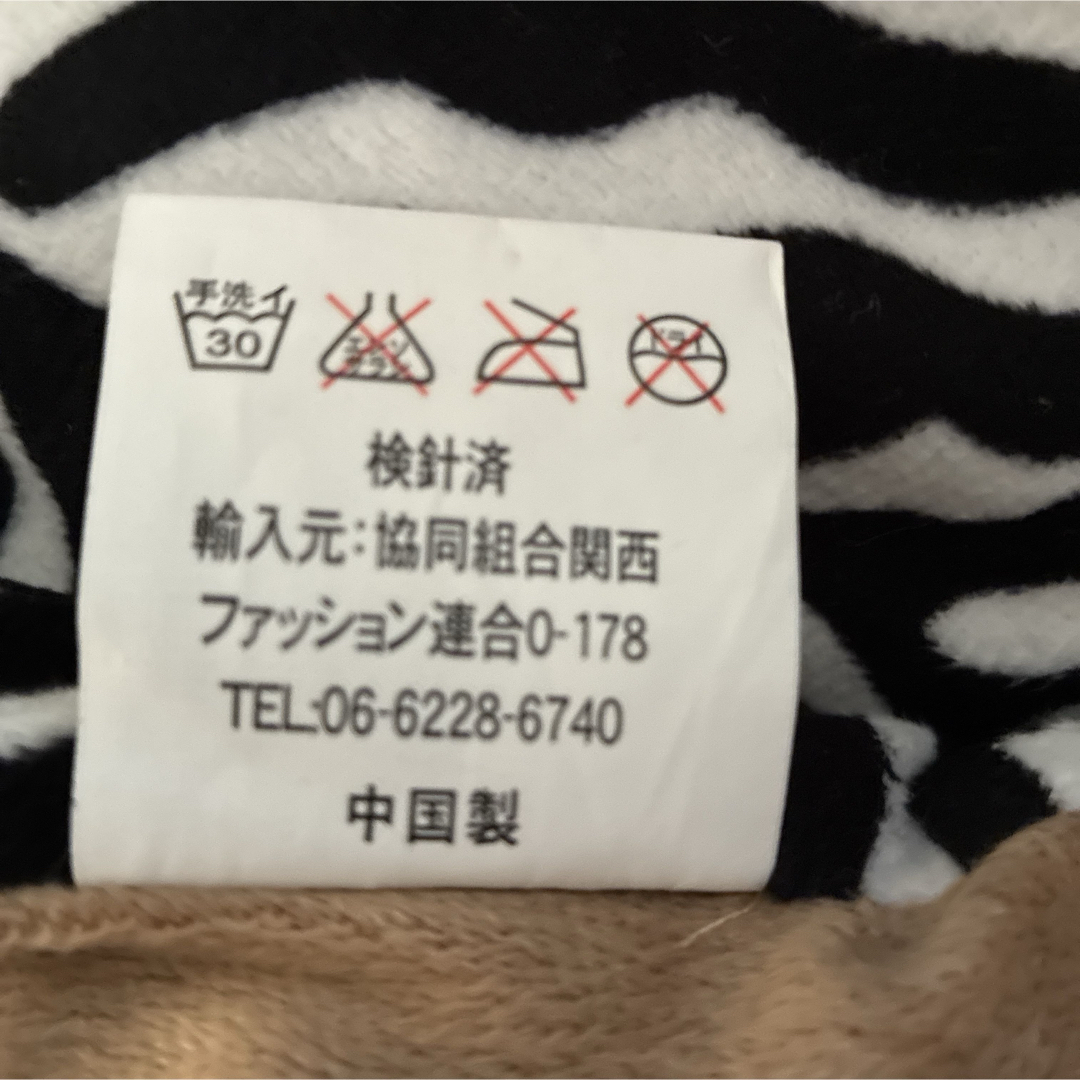 手洗イ
30
エンソ
サラシ
ドライ
検針済
輸入元:協同組合関西
ファッション連合0-178
TEL:06-6228-6740
中国製